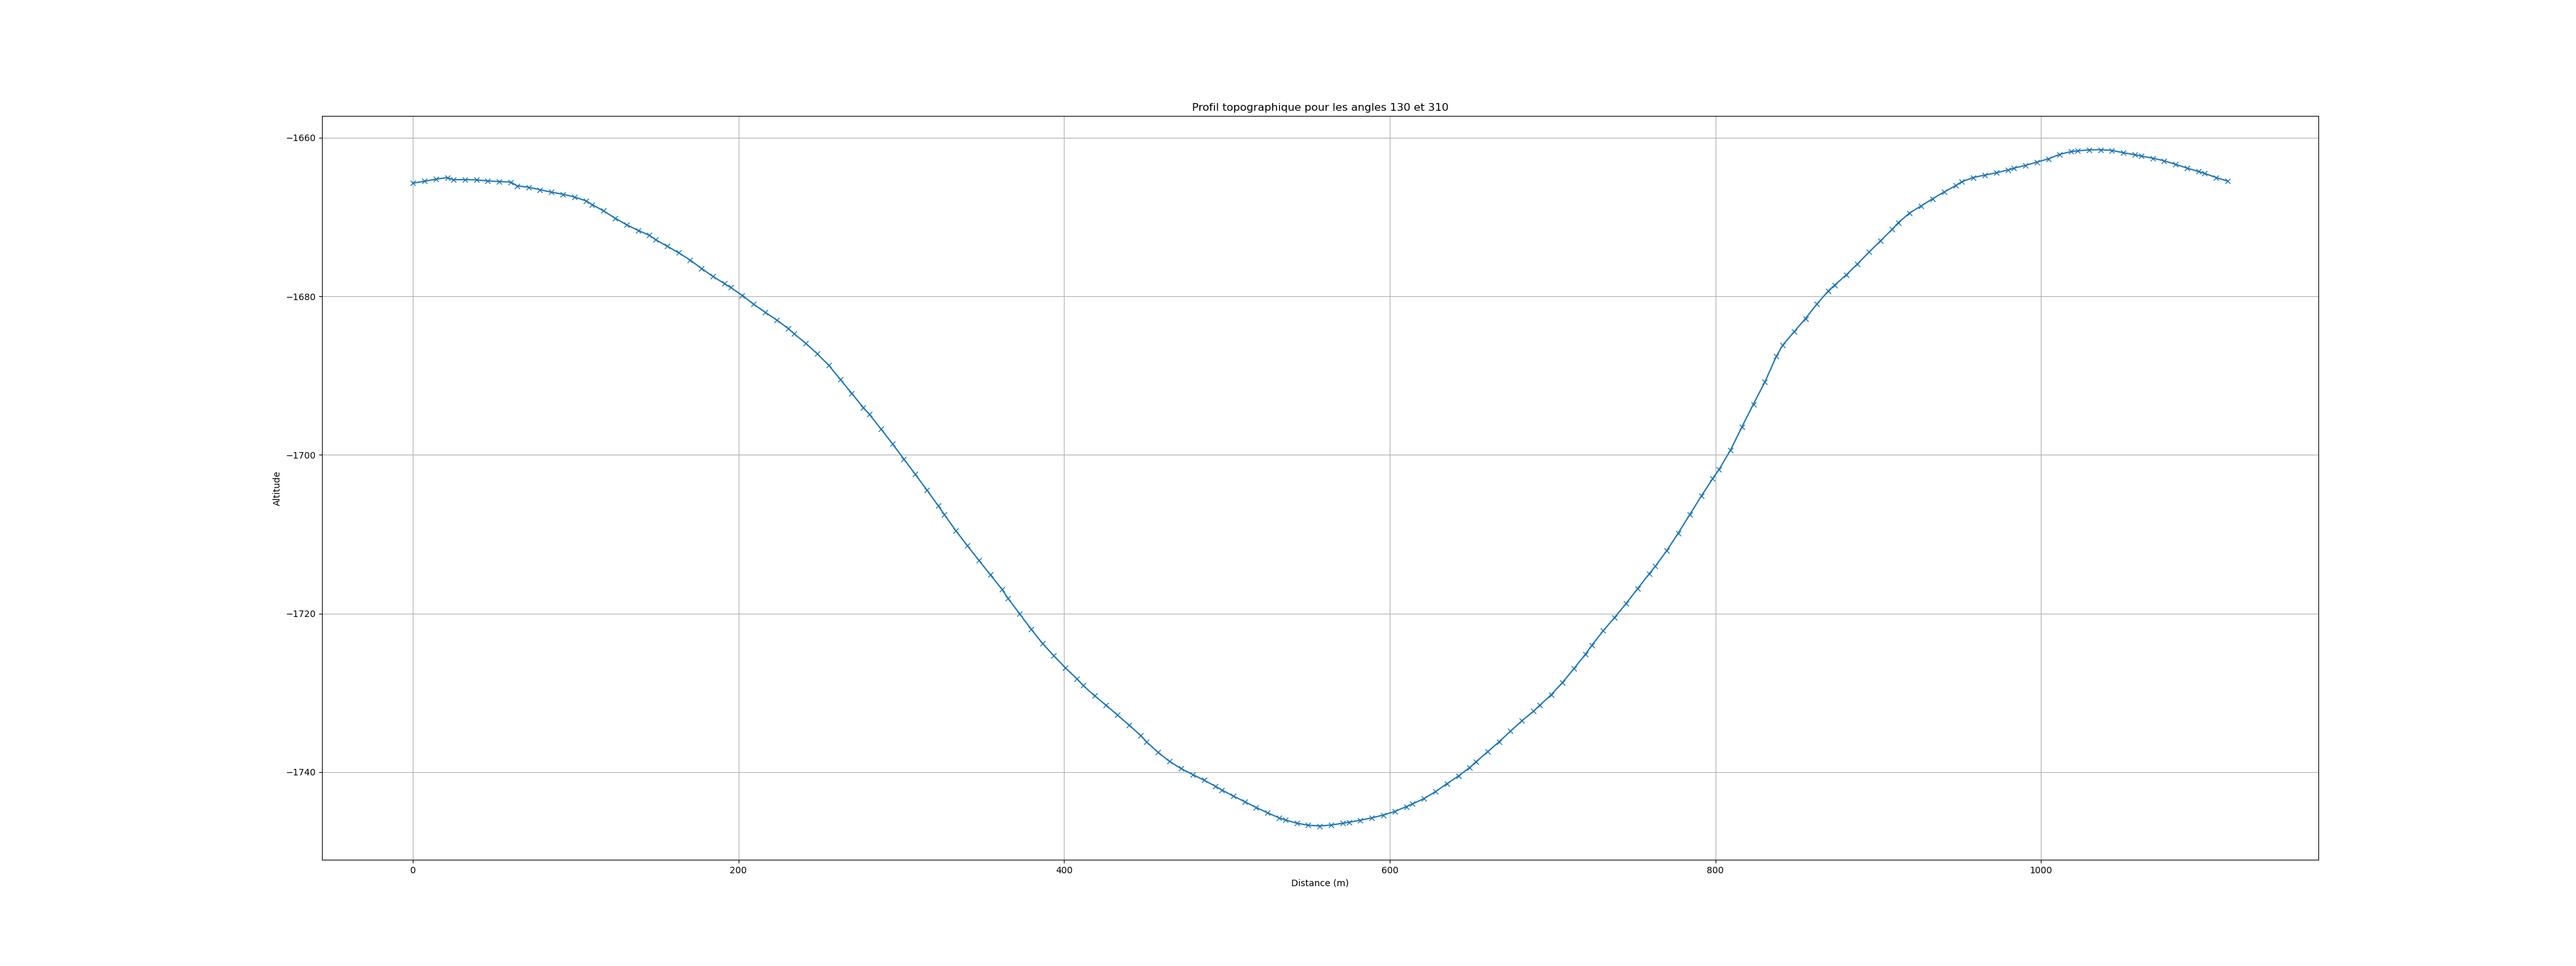 Profil topographique pour les angles 130 et 310
−1660
−1680
−1700
−1720
−1740
Altitude
0 200 400 600 800 1000
Distance (m)